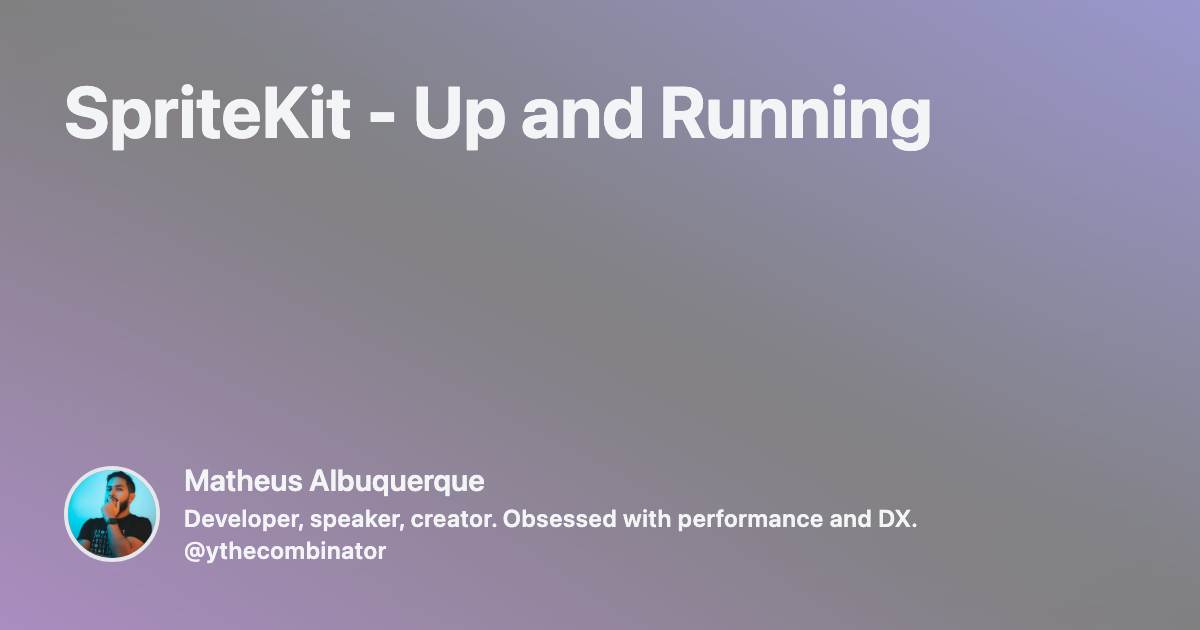 SpriteKit - Up and Running
Matheus Albuquerque
Developer, speaker, creator. Obsessed with performance and DX.
@ythecombinator